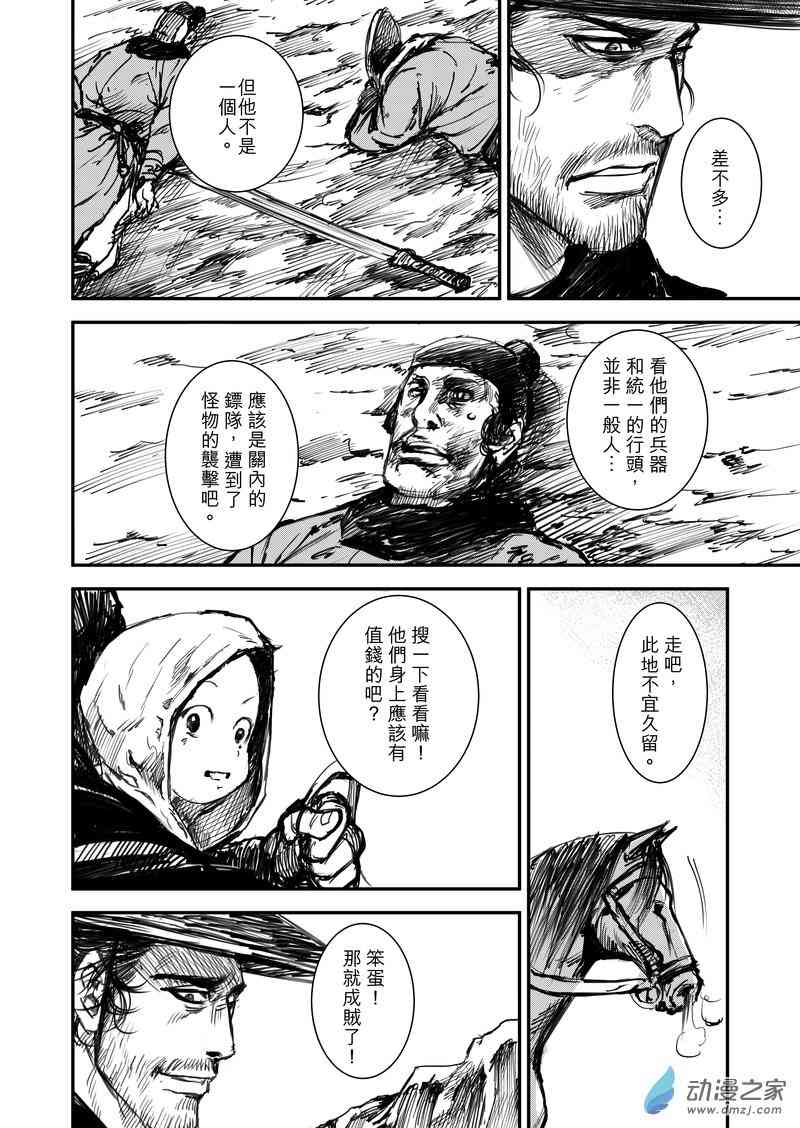 差不多⋯
但他不是
一個人。
看他們的兵器
和統一的行頭，
並非一般人⋯
應該是關內的
鏢隊，遭到了
怪物的襲擊吧。
走吧，
此地不宜久留。
搜一下看看嘛！
他們身上應該有
值錢的吧？
笨蛋！
那就成賊了！
动漫之家
www.dmzj.com